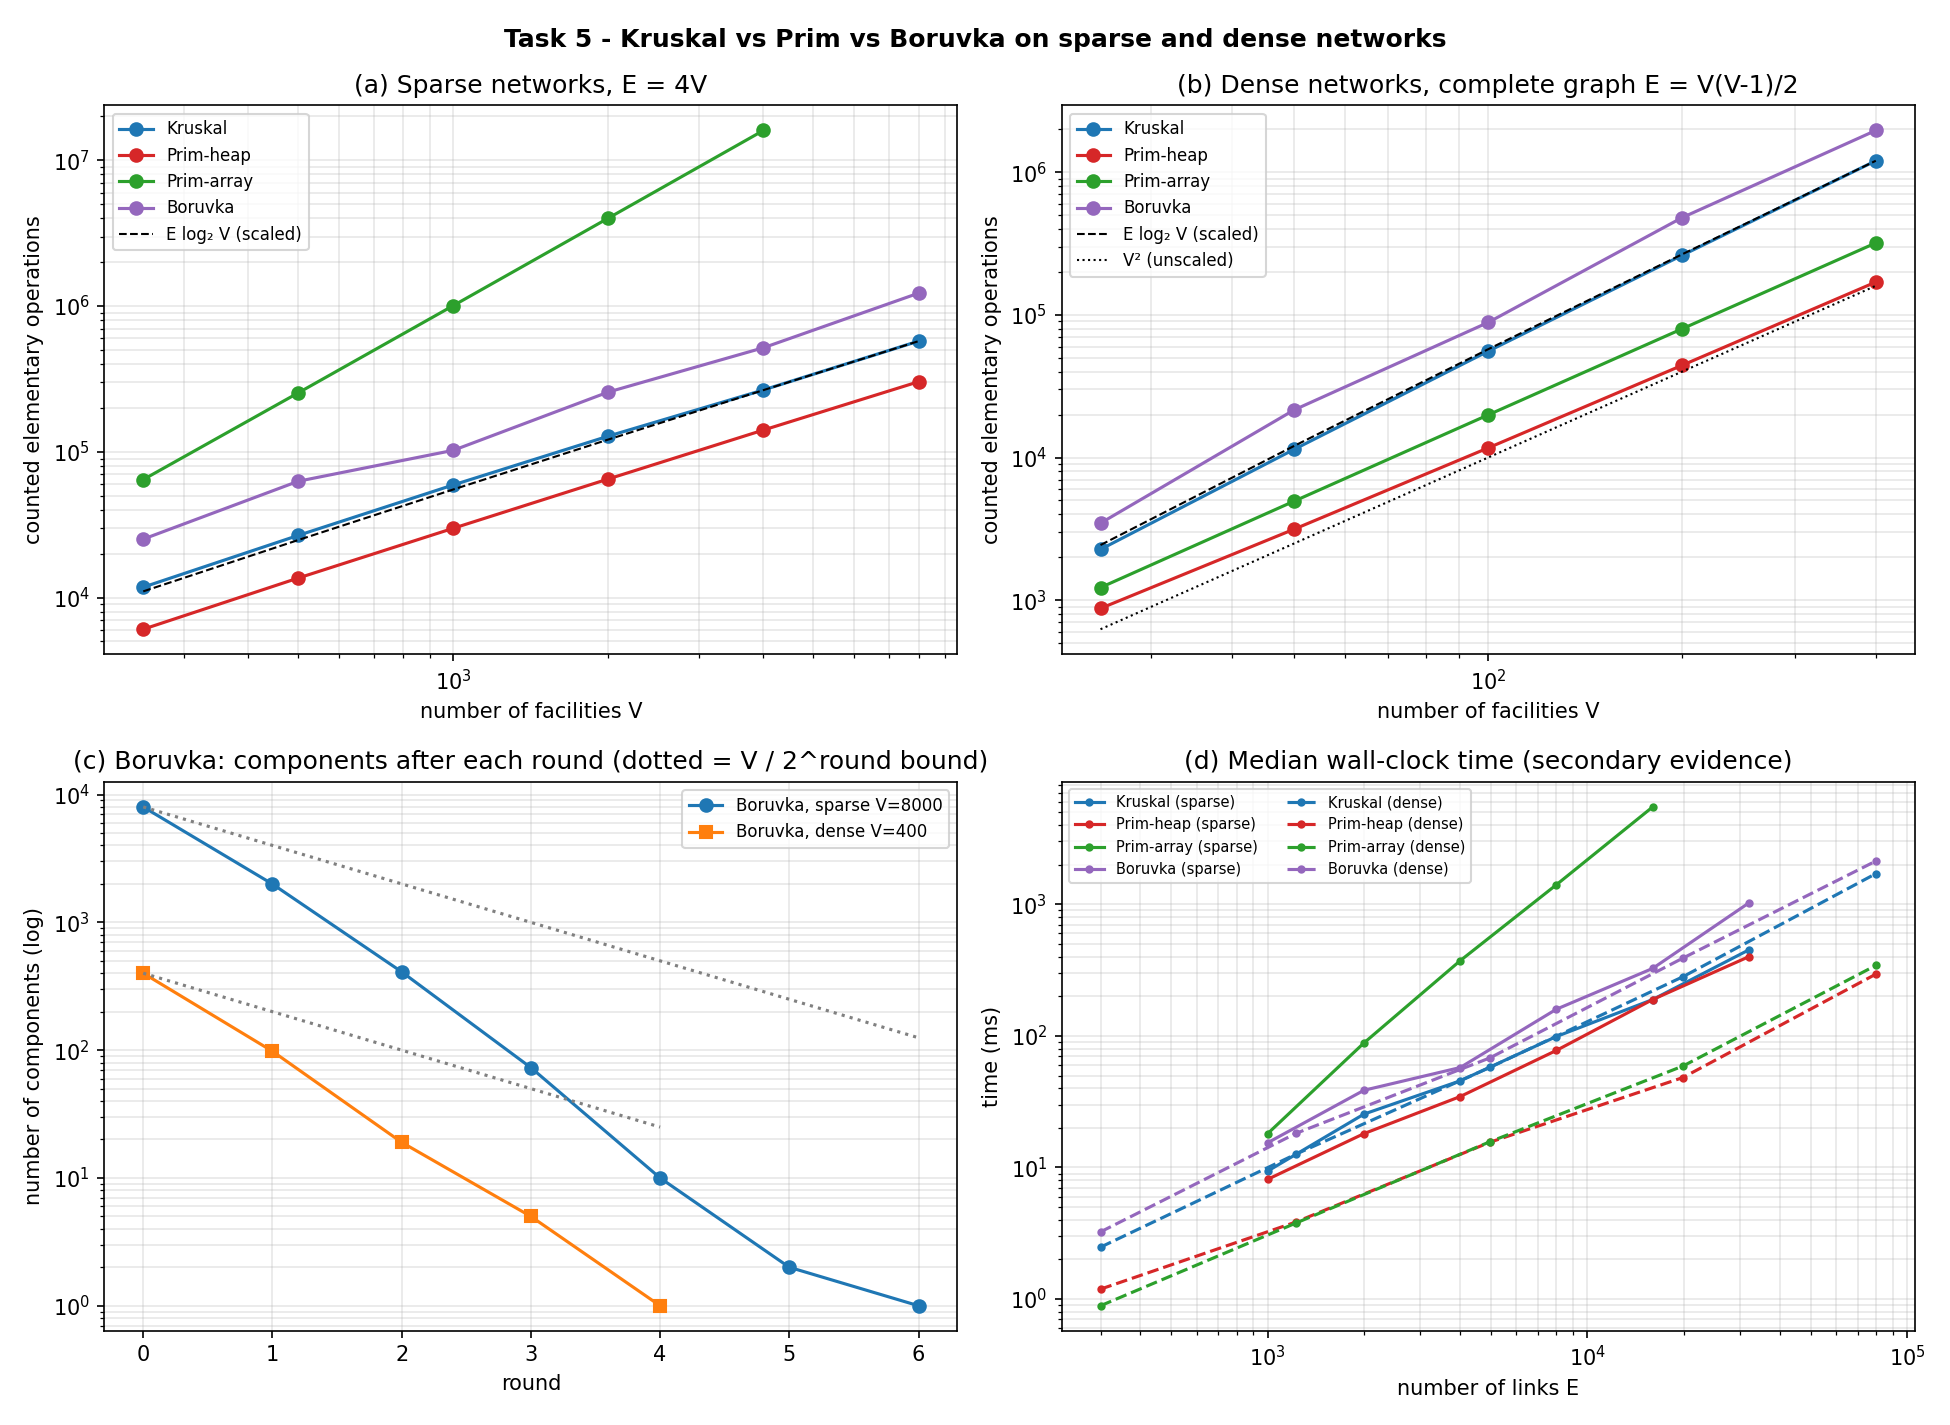 Task 5 - Kruskal vs Prim vs Boruvka on sparse and dense networks
(a) Sparse networks, E = 4V
Kruskal
Prim-heap
Prim-array
Boruvka
E log₂ V (scaled)
counted elementary operations
10⁷
10⁶
10⁵
10⁴
10³
number of facilities V
(b) Dense networks, complete graph E = V(V-1)/2
Kruskal
Prim-heap
Prim-array
Boruvka
E log₂ V (scaled)
V² (unscaled)
counted elementary operations
10⁶
10⁵
10⁴
10³
10²
number of facilities V
(c) Boruvka: components after each round (dotted = V / 2^round bound)
Boruvka, sparse V=8000
Boruvka, dense V=400
number of components (log)
10⁴
10³
10²
10¹
10⁰
0 1 2 3 4 5 6
round
(d) Median wall-clock time (secondary evidence)
Kruskal (sparse)
Prim-heap (sparse)
Prim-array (sparse)
Boruvka (sparse)
Kruskal (dense)
Prim-heap (dense)
Prim-array (dense)
Boruvka (dense)
time (ms)
10³
10²
10¹
10⁰
10³ 10⁴ 10⁵
number of links E